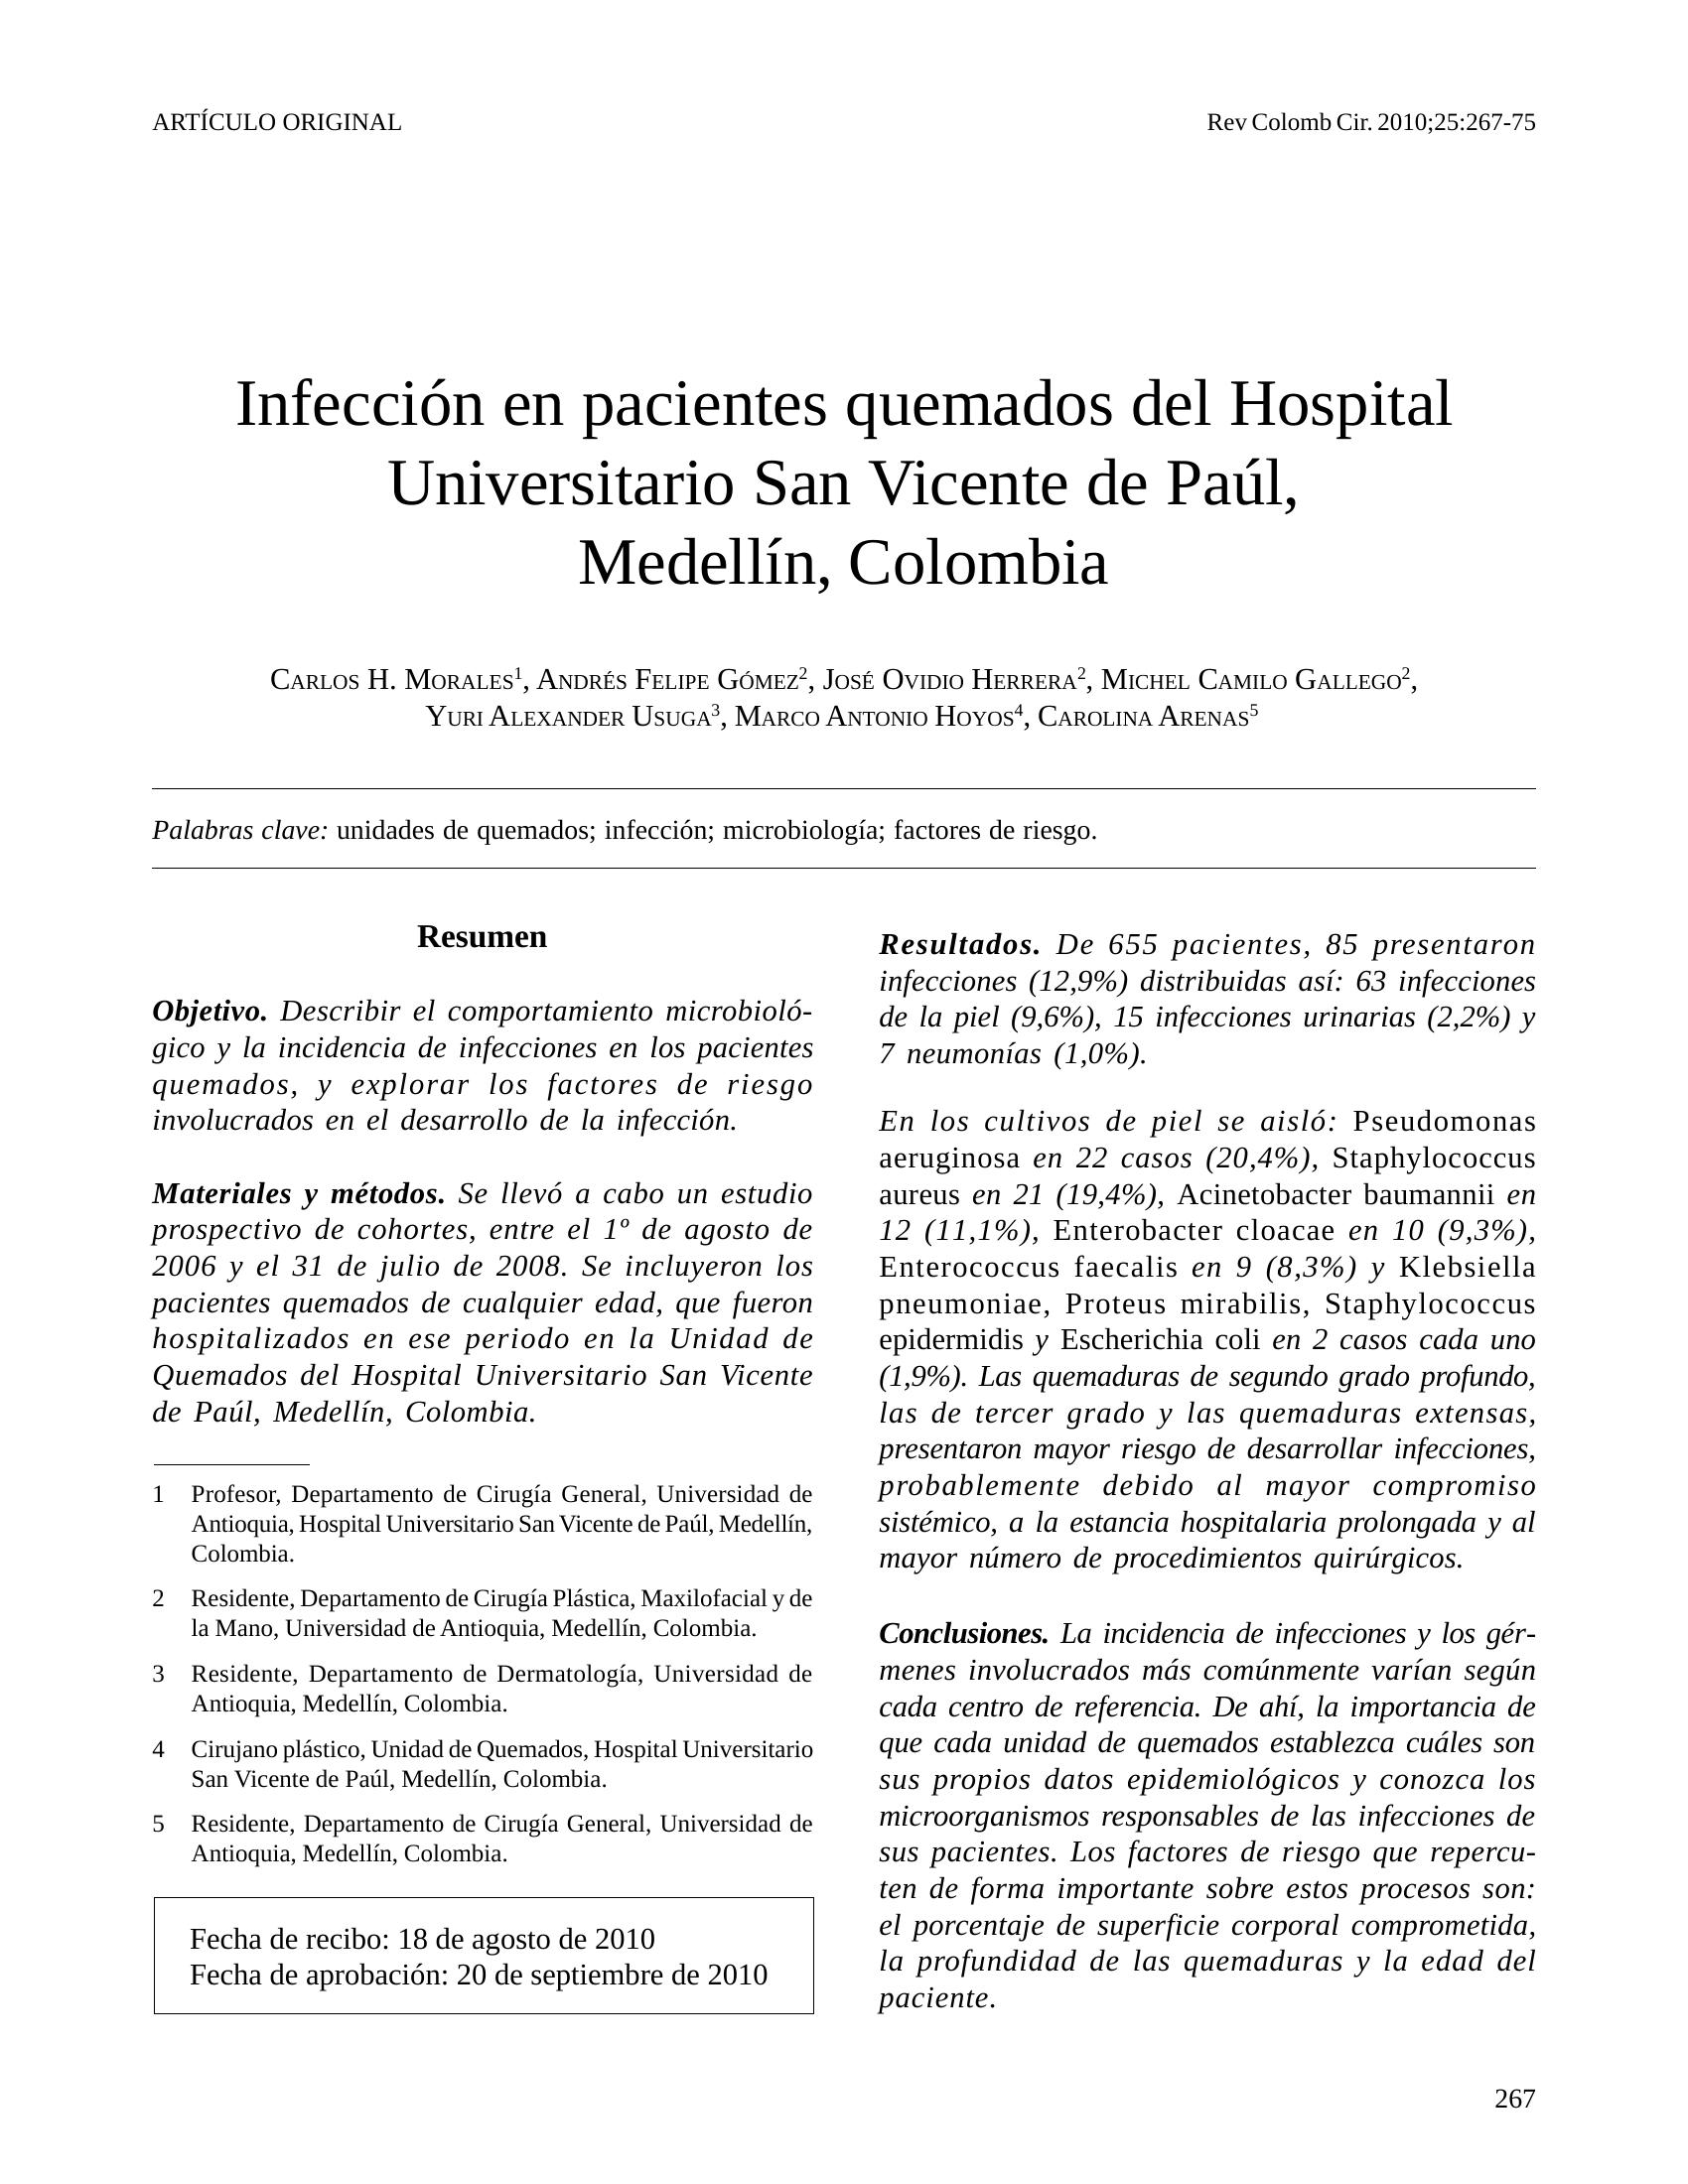 ARTÍCULO ORIGINAL
Rev Colomb Cir. 2010;25:267-75
Infección en pacientes quemados del Hospital
Universitario San Vicente de Paúl,
Medellín, Colombia
Carlos H. Morales1, Andrés Felipe Gómez2, José Ovidio Herrera2, Michel Camilo Gallego2,
Yuri Alexander Usuga3, Marco Antonio Hoyos4, Carolina Arenas5
Palabras clave: unidades de quemados; infección; microbiología; factores de riesgo.
Resumen
Objetivo. Describir el comportamiento microbioló-
gico y la incidencia de infecciones en los pacientes
quemados, y explorar los factores de riesgo
involucrados en el desarrollo de la infección.
Materiales y métodos. Se llevó a cabo un estudio
prospectivo de cohortes, entre el 1º de agosto de
2006 y el 31 de julio de 2008. Se incluyeron los
pacientes quemados de cualquier edad, que fueron
hospitalizados en ese periodo en la Unidad de
Quemados del Hospital Universitario San Vicente
de Paúl, Medellín, Colombia.
1 Profesor, Departamento de Cirugía General, Universidad de
Antioquia, Hospital Universitario San Vicente de Paúl, Medellín,
Colombia.
2 Residente, Departamento de Cirugía Plástica, Maxilofacial y de
la Mano, Universidad de Antioquia, Medellín, Colombia.
3 Residente, Departamento de Dermatología, Universidad de
Antioquia, Medellín, Colombia.
4 Cirujano plástico, Unidad de Quemados, Hospital Universitario
San Vicente de Paúl, Medellín, Colombia.
5 Residente, Departamento de Cirugía General, Universidad de
Antioquia, Medellín, Colombia.
Fecha de recibo: 18 de agosto de 2010
Fecha de aprobación: 20 de septiembre de 2010
Resultados. De 655 pacientes, 85 presentaron
infecciones (12,9%) distribuidas así: 63 infecciones
de la piel (9,6%), 15 infecciones urinarias (2,2%) y
7 neumonías (1,0%).
En los cultivos de piel se aisló: Pseudomonas
aeruginosa en 22 casos (20,4%), Staphylococcus
aureus en 21 (19,4%), Acinetobacter baumannii en
12 (11,1%), Enterobacter cloacae en 10 (9,3%),
Enterococcus faecalis en 9 (8,3%) y Klebsiella
pneumoniae, Proteus mirabilis, Staphylococcus
epidermidis y Escherichia coli en 2 casos cada uno
(1,9%). Las quemaduras de segundo grado profundo,
las de tercer grado y las quemaduras extensas,
presentaron mayor riesgo de desarrollar infecciones,
probablemente debido al mayor compromiso
sistémico, a la estancia hospitalaria prolongada y al
mayor número de procedimientos quirúrgicos.
Conclusiones. La incidencia de infecciones y los gér-
menes involucrados más comúnmente varían según
cada centro de referencia. De ahí, la importancia de
que cada unidad de quemados establezca cuáles son
sus propios datos epidemiológicos y conozca los
microorganismos responsables de las infecciones de
sus pacientes. Los factores de riesgo que repercu-
ten de forma importante sobre estos procesos son:
el porcentaje de superficie corporal comprometida,
la profundidad de las quemaduras y la edad del
paciente.
267